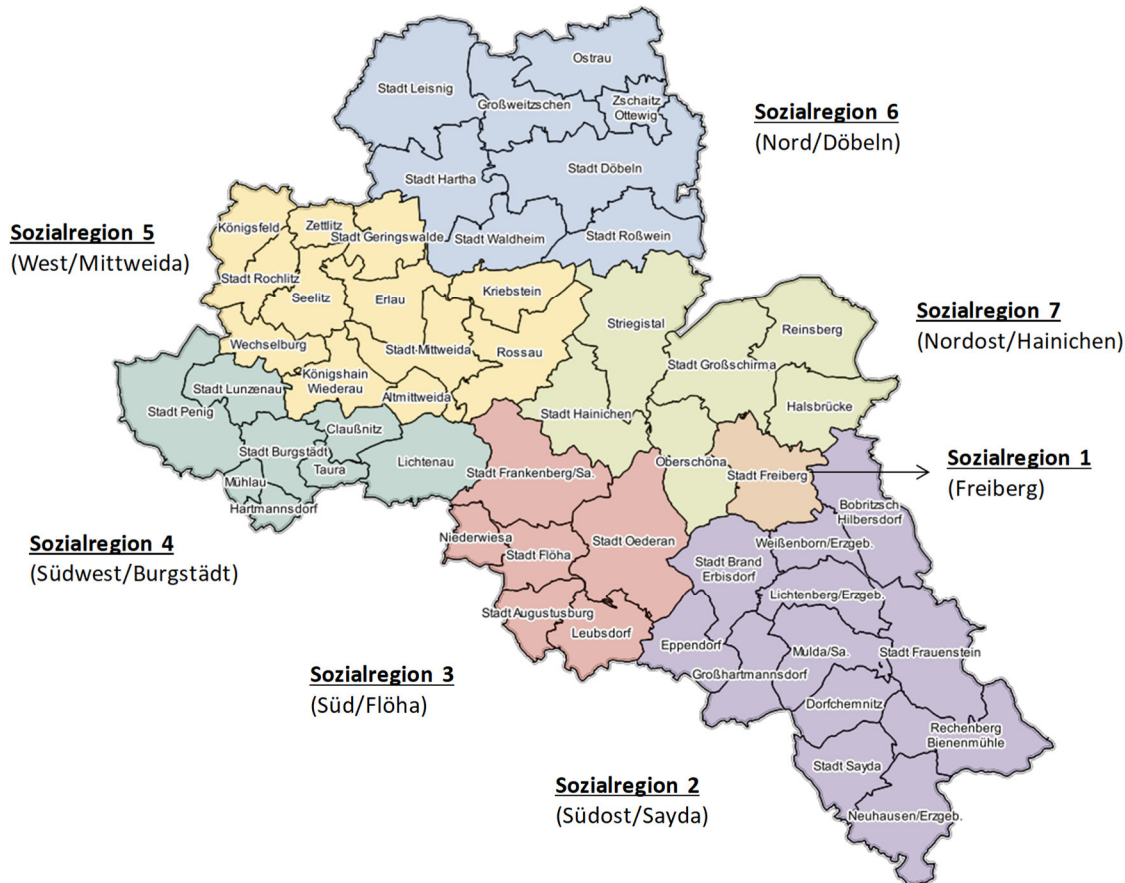 Ostrau
Stadt Leisnig
Großweitzschen
Zschaitz
Ottewig
Sozialregion 6
(Nord/Döbeln)
Stadt Hartha
Stadt Döbeln
Stadt Waldheim
Stadt Roßwein
Sozialregion 5
(West/Mittweida)
Königsfeld
Zettlitz
Stadt Geringswalde
Stadt Rochlitz
Seelitz
Erlau
Kriebstein
Wechselburg
Stadt Mittweida
Rossau
Königshain
Wiederau
Altmittweida
Striegistal
Reinsberg
Stadt Großschirma
Halsbrücke
Stadt Hainichen
Oberschöna
Sozialregion 7
(Nordost/Hainichen)
Stadt Freiberg
Sozialregion 1
(Freiberg)
Stadt Lunzenau
Stadt Penig
Claußnitz
Stadt Burgstädt
Taura
Lichtenau
Mühlau
Hartmannsdorf
Sozialregion 4
(Südwest/Burgstädt)
Stadt Frankenberg/Sa.
Niederwiesa
Stadt Flöha
Stadt Oederan
Stadt Augustusburg
Leubsdorf
Sozialregion 3
(Süd/Flöha)
Bobritzsch
Hilbersdorf
Weißenborn/Erzgeb.
Stadt Brand
Erbisdorf
Lichtenberg/Erzgeb.
Eppendorf
Mulda/Sa.
Stadt Frauenstein
Großhartmannsdorf
Dorfchemnitz
Rechenberg
Bienenmühle
Stadt Sayda
Neuhausen/Erzgeb.
Sozialregion 2
(Südost/Sayda)